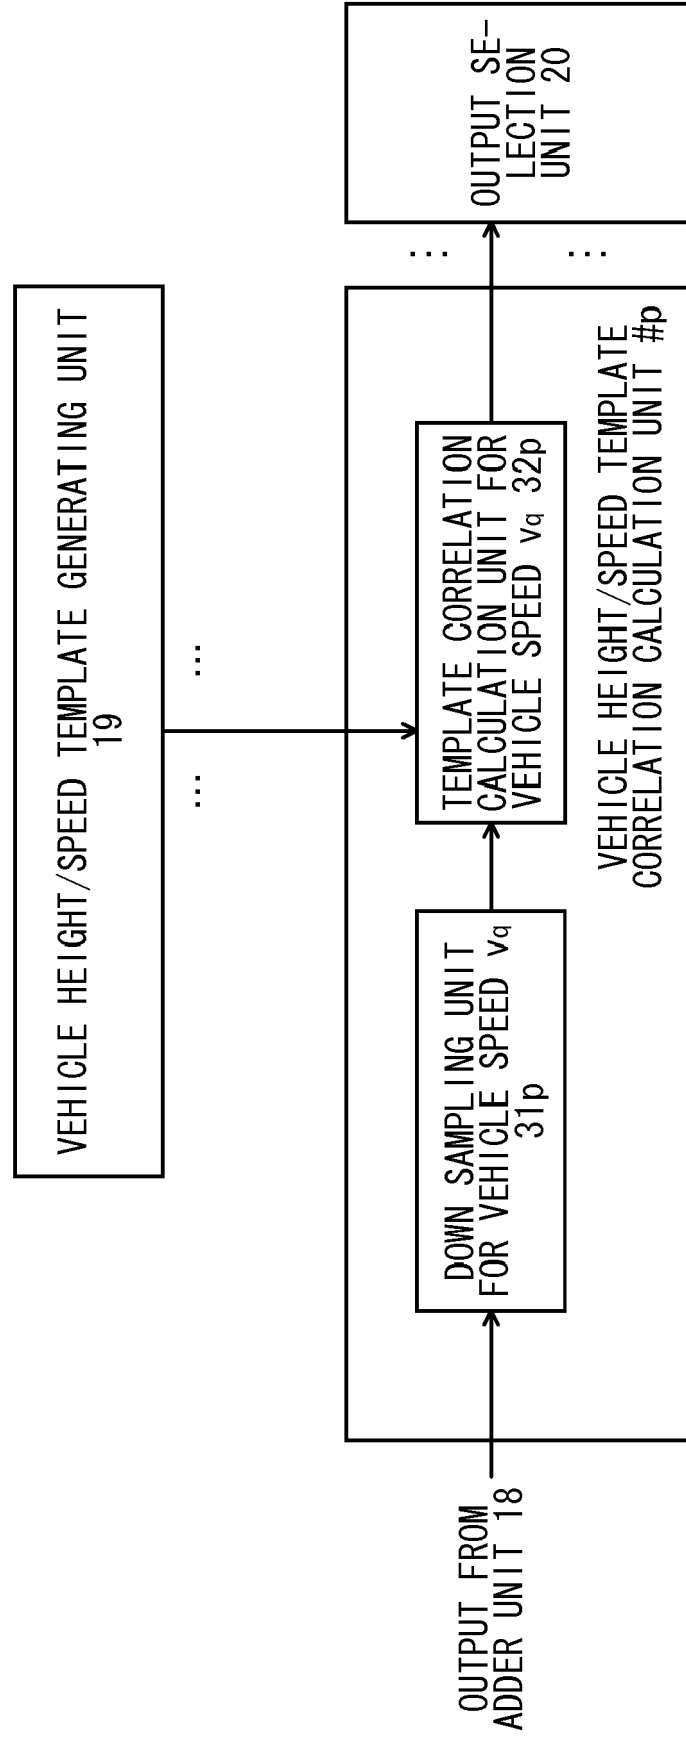 VEHICLE HEIGHT/SPEED TEMPLATE GENERATING UNIT
19
...
...
OUTPUT FROM
ADDER UNIT 18
DOWN SAMPLING UNIT
FOR VEHICLE SPEED vq
31p
TEMPLATE CORRELATION
CALCULATION UNIT FOR
VEHICLE SPEED vq 32p
VEHICLE HEIGHT/SPEED TEMPLATE
CORRELATION CALCULATION UNIT #p
...
...
OUTPUT SE-
LECTION
UNIT 20